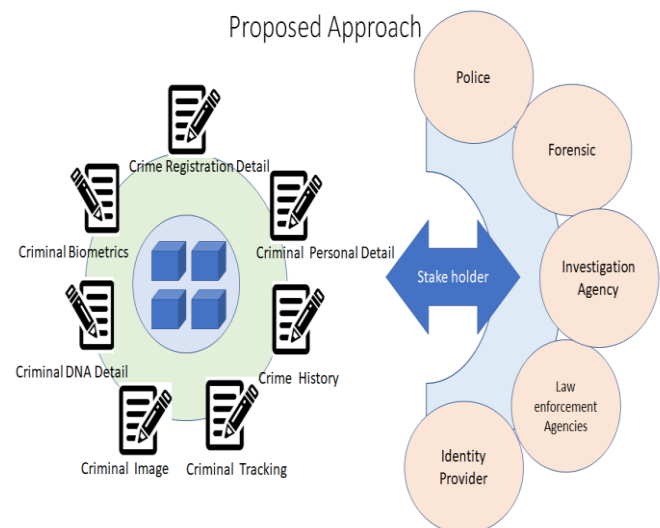 Proposed Approach
Crime Registration Detail
Criminal Biometrics
Criminal Personal Detail
Criminal DNA Detail
Crime History
Criminal Image
Criminal Tracking
Stake holder
Police
Forensic
Investigation
Agency
Law
enforcement
Agencies
Identity
Provider